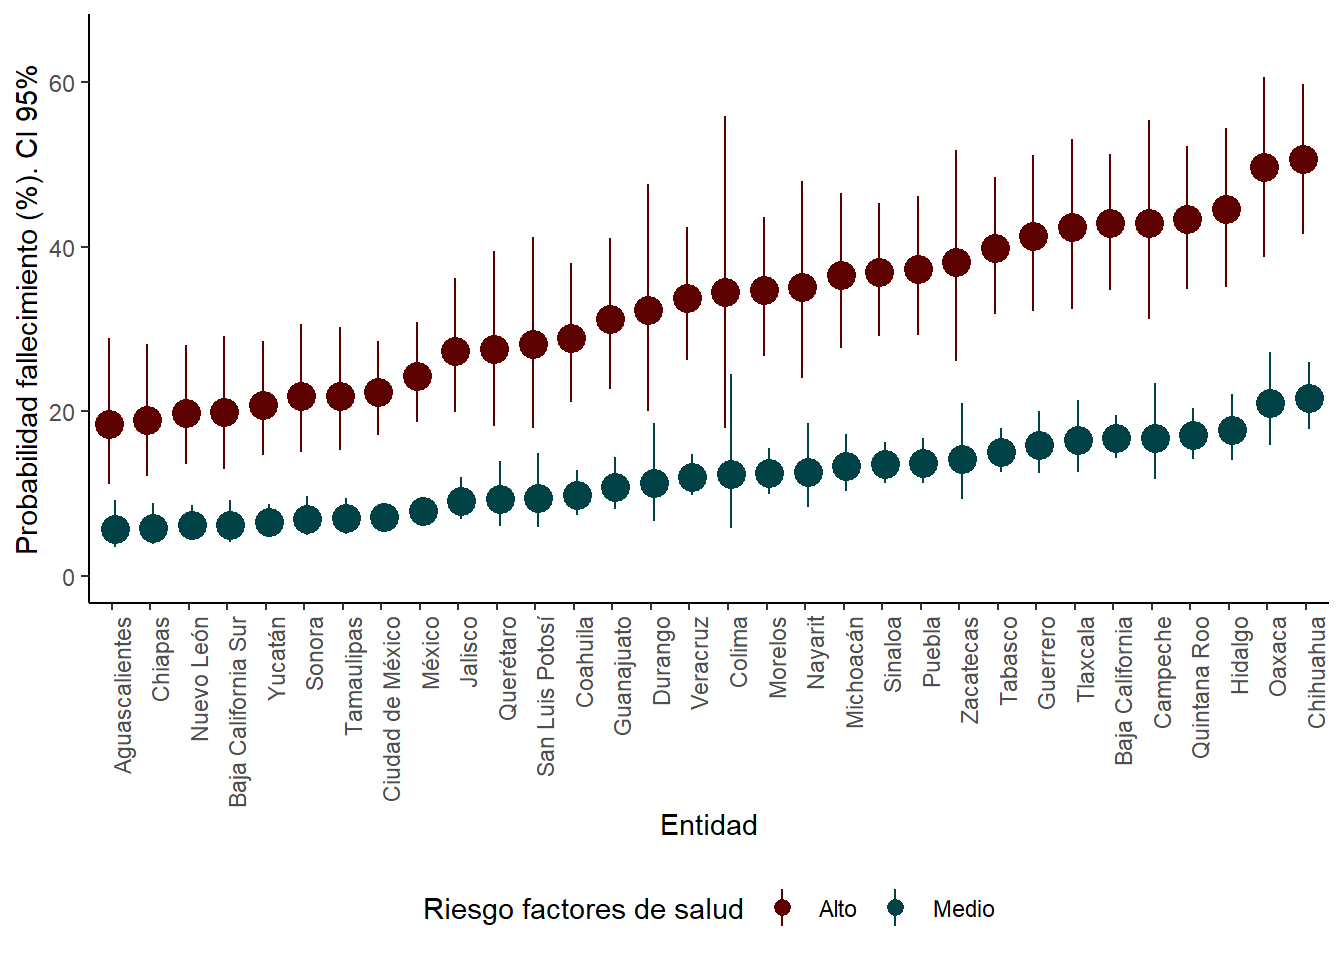 Probabilidad fallecimiento (%). CI 95%
60
40
20
0
Aguascalientes
Chiapas
Nuevo León
Baja California Sur
Yucatán
Sonora
Tamaulipas
Ciudad de México
México
Jalisco
Querétaro
San Luis Potosí
Coahuila
Guanajuato
Durango
Veracruz
Colima
Morelos
Nayarit
Michoacán
Sinaloa
Puebla
Zacatecas
Tabasco
Guerrero
Tlaxcala
Baja California
Campeche
Quintana Roo
Hidalgo
Oaxaca
Chihuahua
Entidad
Riesgo factores de salud Alto Medio